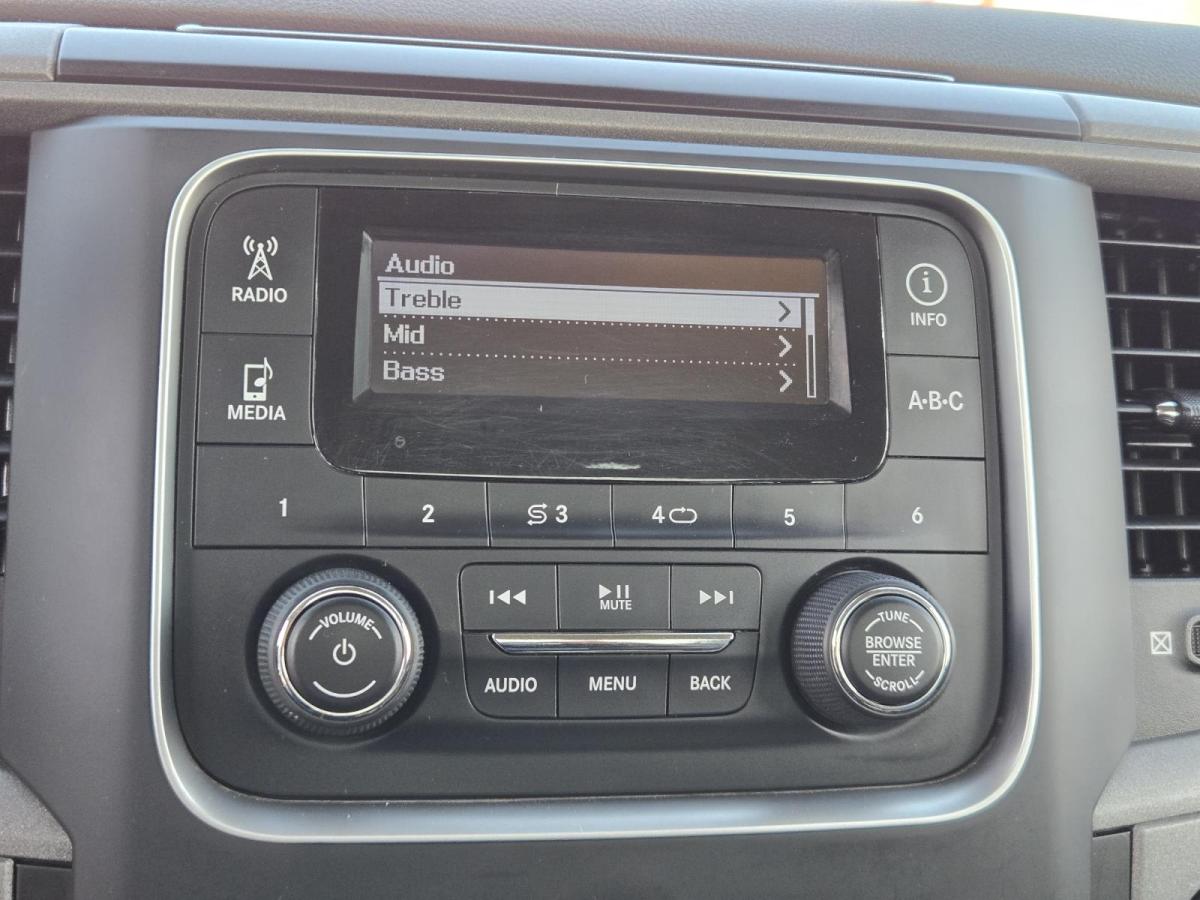 RADIO
MEDIA
Audio
Treble
Mid
Bass
i
INFO
A·B·C
1
2
3
4
5
6
VOLUME
MUTE
AUDIO
MENU
BACK
TUNE
BROWSE
ENTER
SCROLL